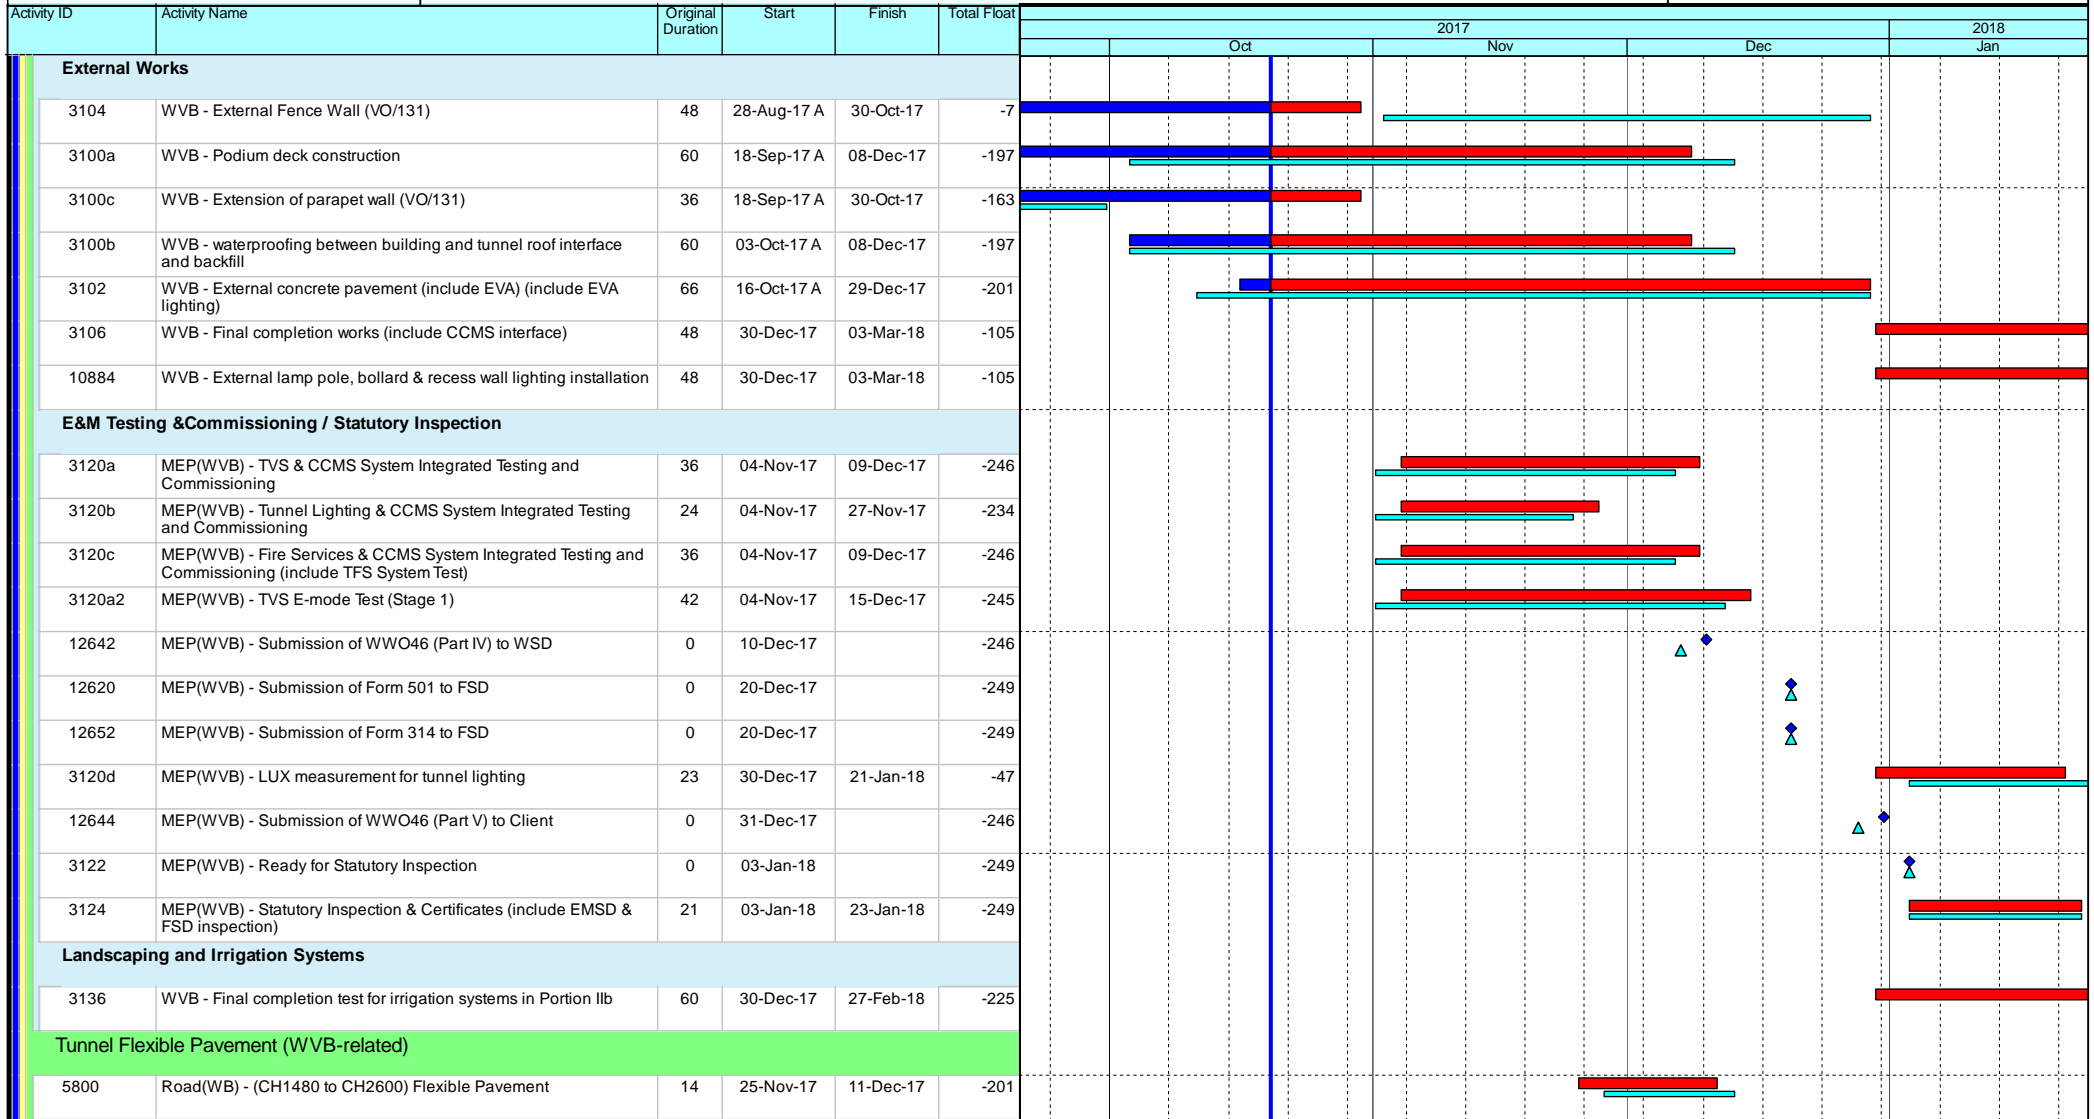 Activity ID Activity Name Original Duration Start Finish Total Float
2017 2018
Oct Nov Dec Jan
External Works
3104 WVB - External Fence Wall (VO/131) 48 28-Aug-17 A 30-Oct-17 -7
3100a WVB - Podium deck construction 60 18-Sep-17 A 08-Dec-17 -197
3100c WVB - Extension of parapet wall (VO/131) 36 18-Sep-17 A 30-Oct-17 -163
3100b WVB - waterproofing between building and tunnel roof interface 60 03-Oct-17 A 08-Dec-17 -197
and backfill
3102 WVB - External concrete pavement (include EVA) (include EVA 66 16-Oct-17 A 29-Dec-17 -201
lighting)
3106 WVB - Final completion works (include CCMS interface) 48 30-Dec-17 03-Mar-18 -105
10884 WVB - External lamp pole, bollard & recess wall lighting installation 48 30-Dec-17 03-Mar-18 -105
E&M Testing &Commissioning / Statutory Inspection
3120a MEP(WVB) - TVS & CCMS System Integrated Testing and 36 04-Nov-17 09-Dec-17 -246
Commissioning
3120b MEP(WVB) - Tunnel Lighting & CCMS System Integrated Testing 24 04-Nov-17 27-Nov-17 -234
and Commissioning
3120c MEP(WVB) - Fire Services & CCMS System Integrated Testing and 36 04-Nov-17 09-Dec-17 -246
Commissioning (include TFS System Test)
3120a2 MEP(WVB) - TVS E-mode Test (Stage 1) 42 04-Nov-17 15-Dec-17 -245
12642 MEP(WVB) - Submission of WWO46 (Part IV) to WSD 0 10-Dec-17 -246
12620 MEP(WVB) - Submission of Form 501 to FSD 0 20-Dec-17 -249
12652 MEP(WVB) - Submission of Form 314 to FSD 0 20-Dec-17 -249
3120d MEP(WVB) - LUX measurement for tunnel lighting 23 30-Dec-17 21-Jan-18 -47
12644 MEP(WVB) - Submission of WWO46 (Part V) to Client 0 31-Dec-17 -246
3122 MEP(WVB) - Ready for Statutory Inspection 0 03-Jan-18 -249
3124 MEP(WVB) - Statutory Inspection & Certificates (include EMSD & 21 03-Jan-18 23-Jan-18 -249
FSD inspection)
Landscaping and Irrigation Systems
3136 WVB - Final completion test for irrigation systems in Portion IIb 60 30-Dec-17 27-Feb-18 -225
Tunnel Flexible Pavement (WVB-related)
5800 Road(WB) - (CH1480 to CH2600) Flexible Pavement 14 25-Nov-17 11-Dec-17 -201